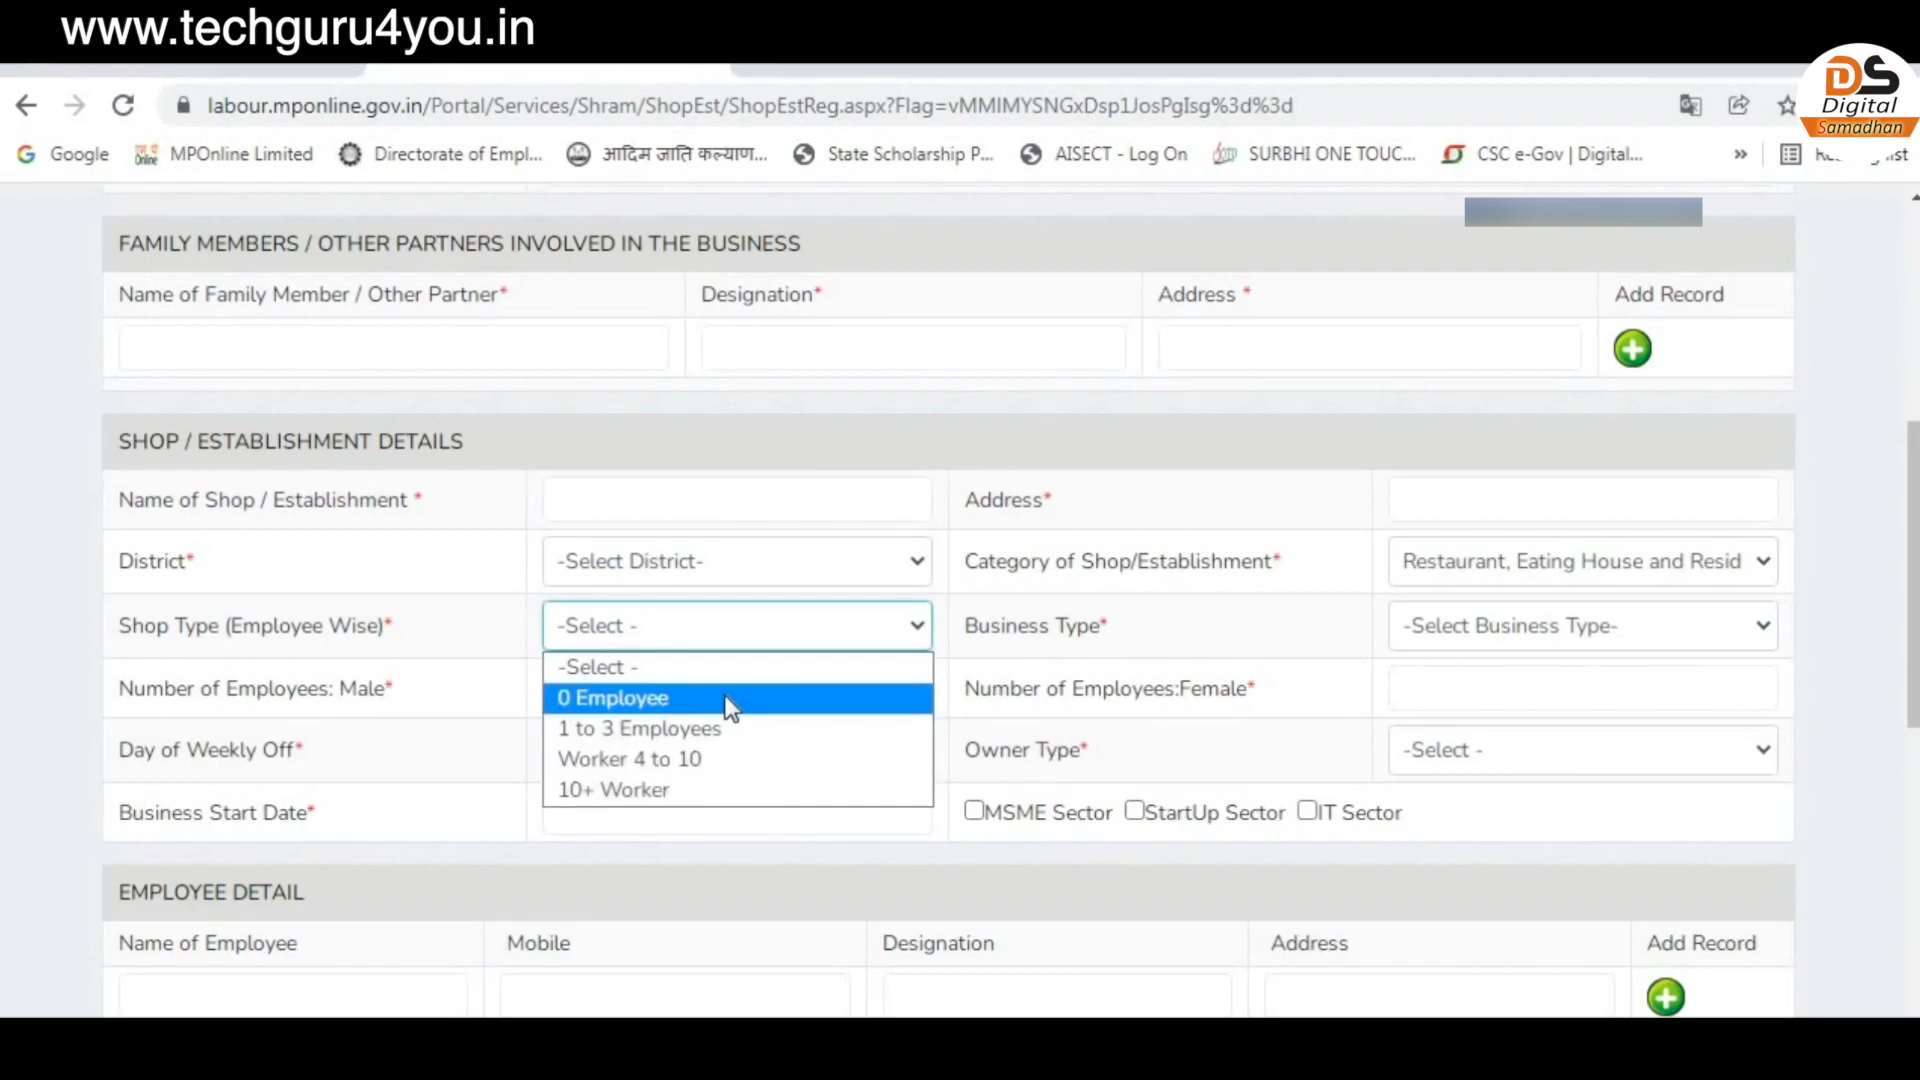 www.techguru4you.in
DS
Digital
Samadhan
labour.mponline.gov.in/Portal/Services/Shram/ShopEst/ShopEstReg.aspx?Flag=vMMlMYSNGxDsp1JosPgIsg%3d%3d
Google MPOnline Limited Directorate of Empl... आदिम जाति कल्याण... State Scholarship P... AISECT - Log On SURBHI ONE TOUC... CSC e-Gov | Digital... »
FAMILY MEMBERS / OTHER PARTNERS INVOLVED IN THE BUSINESS
Name of Family Member / Other Partner* Designation* Address * Add Record
SHOP / ESTABLISHMENT DETAILS
Name of Shop / Establishment * Address*
District* -Select District- Category of Shop/Establishment* Restaurant, Eating House and Resid
Shop Type (Employee Wise)* -Select - Business Type* -Select Business Type-
-Select -
Number of Employees: Male* 0 Employee Number of Employees:Female*
1 to 3 Employees
Day of Weekly Off* Worker 4 to 10 Owner Type* -Select -
10+ Worker
Business Start Date* MSME Sector StartUp Sector IT Sector
EMPLOYEE DETAIL
Name of Employee Mobile Designation Address Add Record